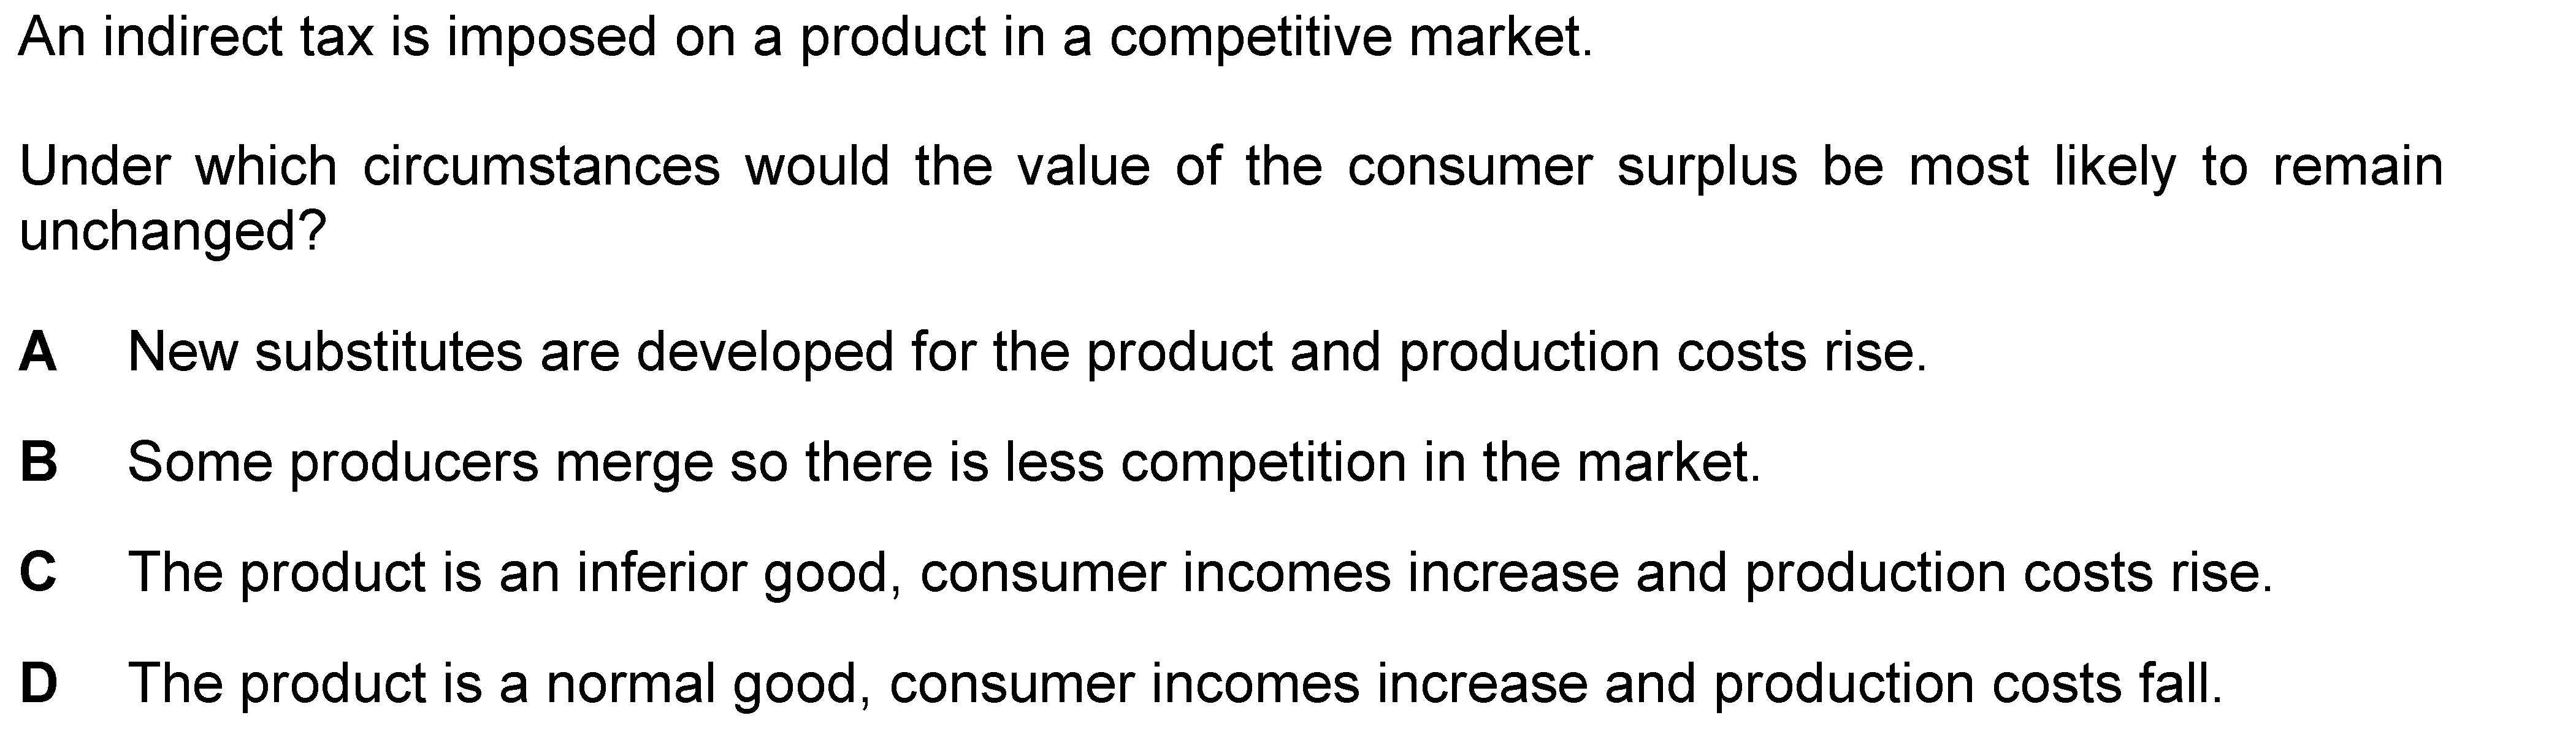 An indirect tax is imposed on a product in a competitive market.
Under which circumstances would the value of the consumer surplus be most likely to remain
unchanged?
A New substitutes are developed for the product and production costs rise.
B Some producers merge so there is less competition in the market.
C The product is an inferior good, consumer incomes increase and production costs rise.
D The product is a normal good, consumer incomes increase and production costs fall.